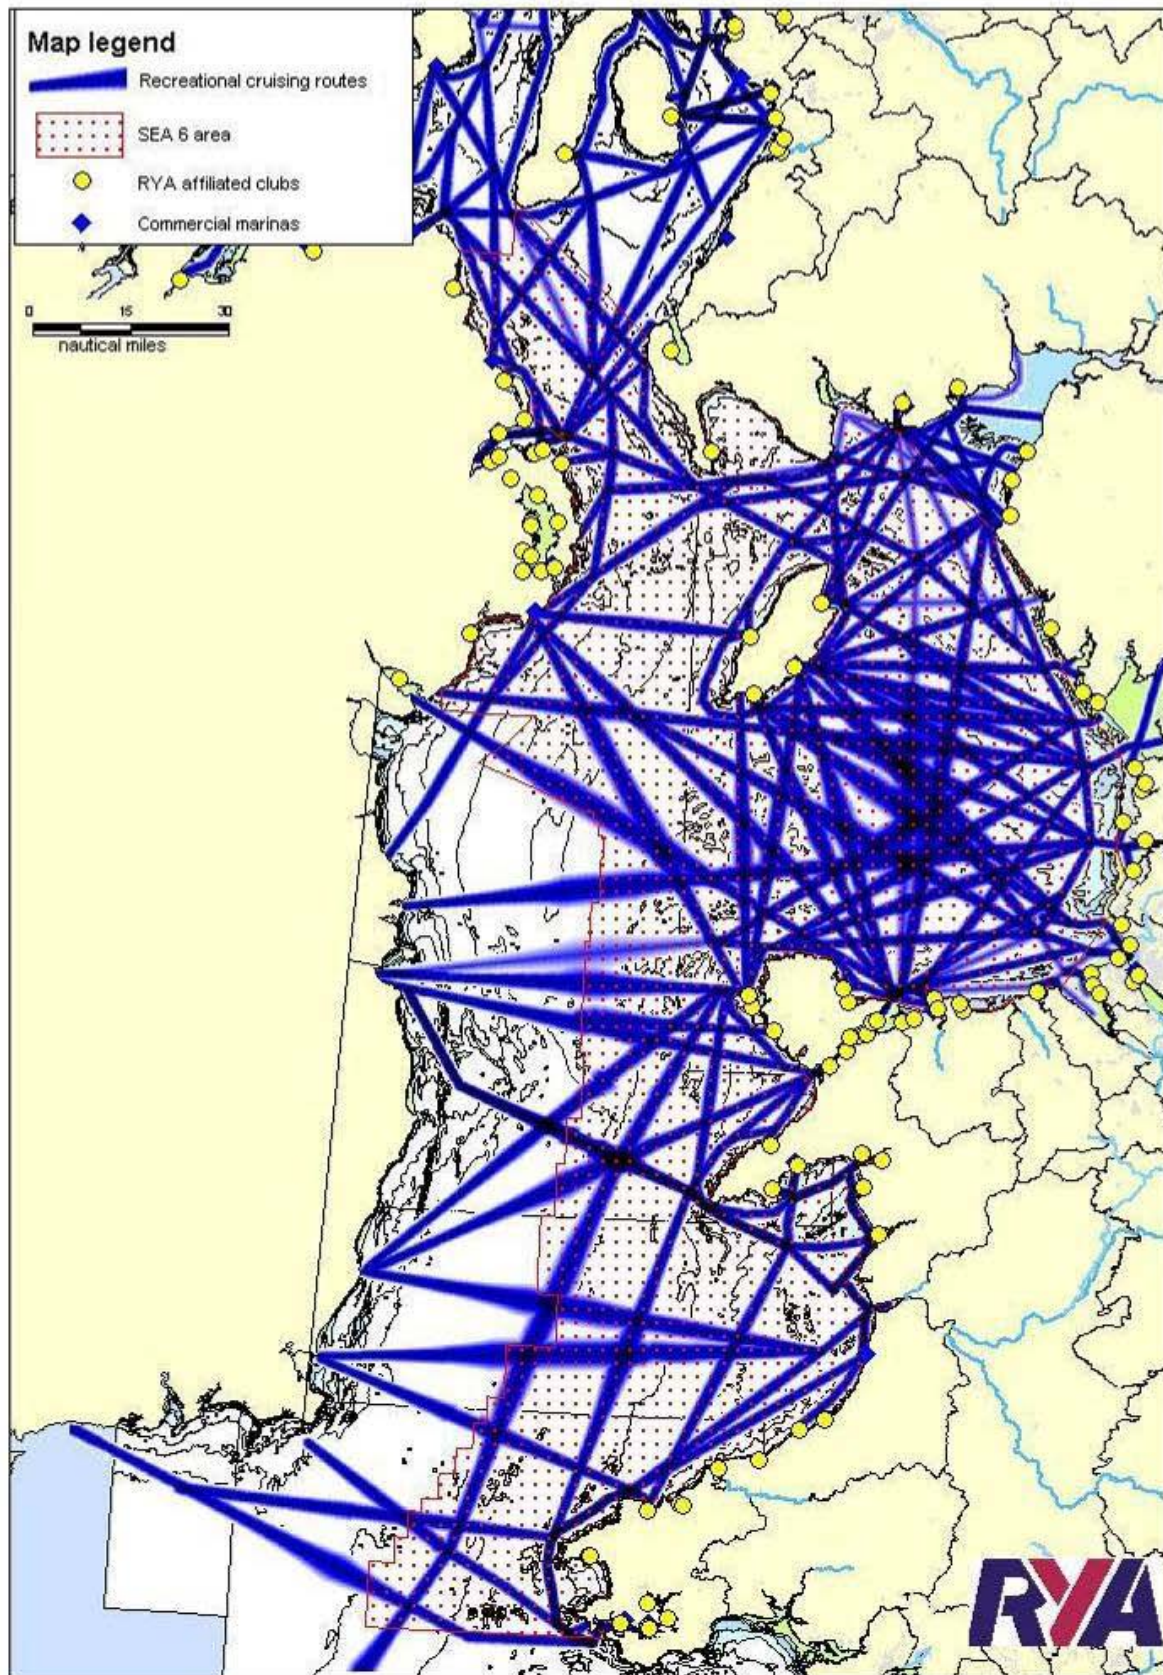 Map legend
Recreational cruising routes
SEA 6 area
RYA affiliated clubs
Commercial marinas
0 15 30
nautical miles
RYA